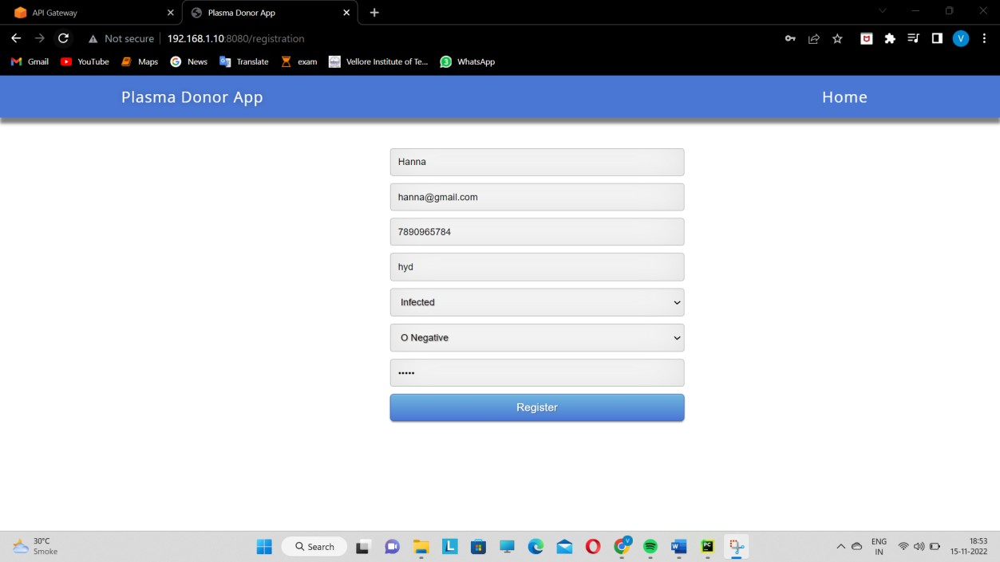 API Gateway
Plasma Donor App
Not secure 192.168.1.10:8080/registration
V
Gmail YouTube Maps News Translate exam Vellore Institute of Te... 3 WhatsApp
Plasma Donor App Home
Hanna
hanna@gmail.com
7890965784
hyd
Infected
O Negative
•••••
Register
30°C
Smoke
Search
ENG
IN
18:53
15-11-2022